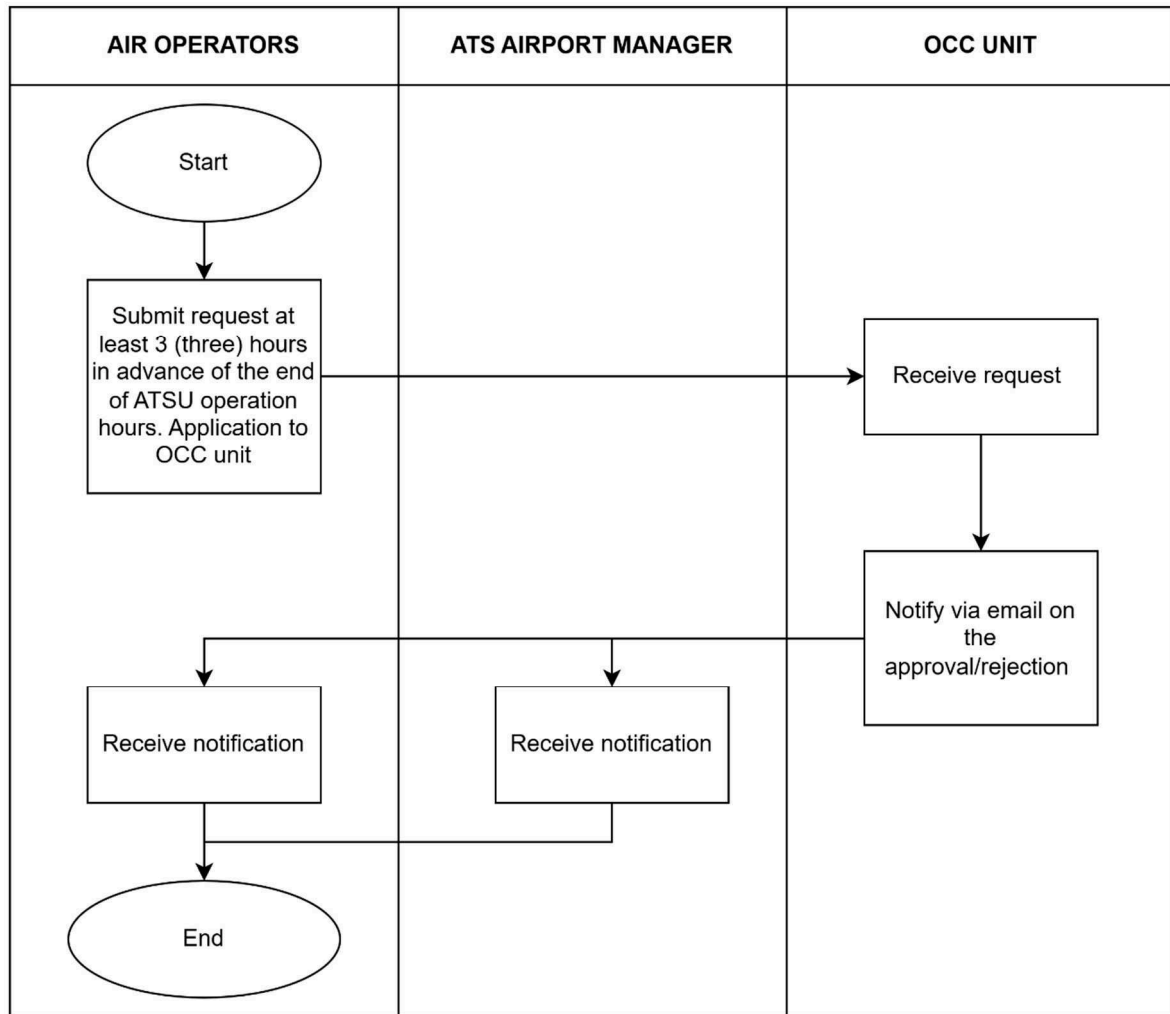 AIR OPERATORS
ATS AIRPORT MANAGER
OCC UNIT
Start
Submit request at
least 3 (three) hours
in advance of the end
of ATSU operation
hours. Application to
OCC unit
Receive request
Notify via email on
the
approval/rejection
Receive notification
Receive notification
End